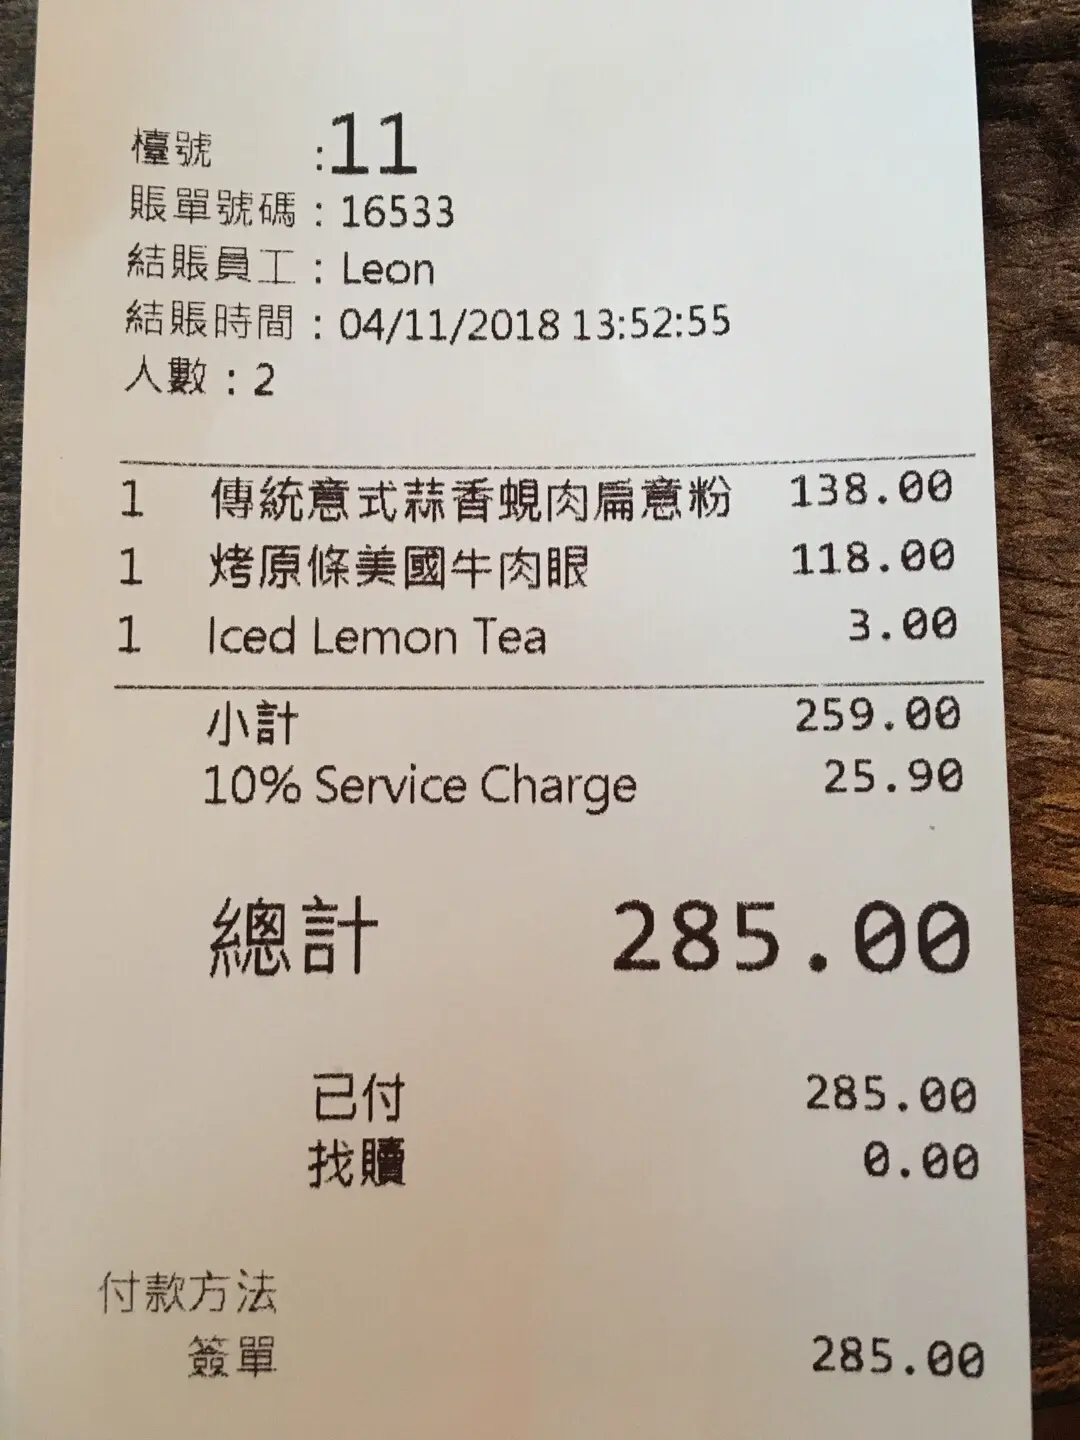 檯號 :11
賬單號碼 : 16533
結賬員工 : Leon
結賬時間 : 04/11/2018 13:52:55
人數 : 2
1 傳統意式蒜香蜆肉扁意粉 138.00
1 烤原條美國牛肉眼 118.00
1 Iced Lemon Tea 3.00
小計 259.00
10% Service Charge 25.90
總計 285.00
已付 285.00
找贖 0.00
付款方法
簽單 285.00